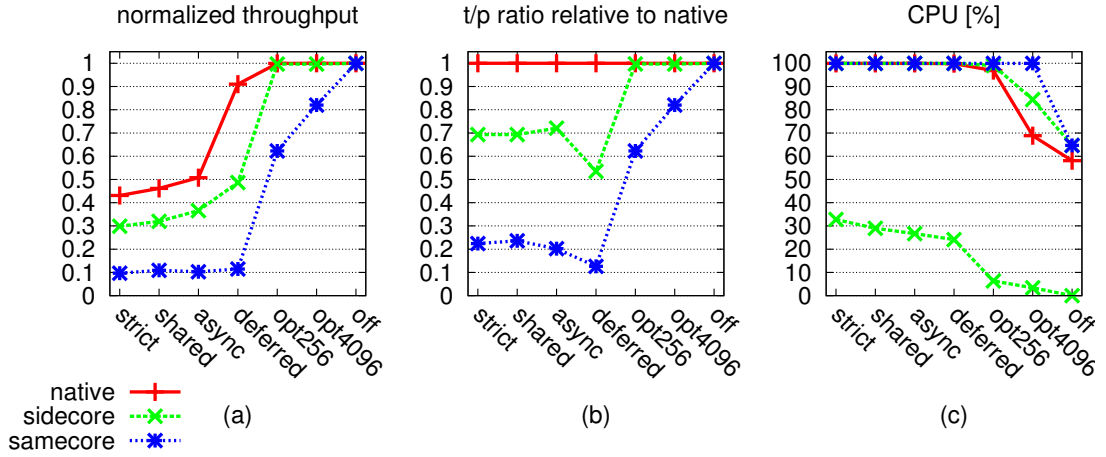 normalized throughput
1
0.9
0.8
0.7
0.6
0.5
0.4
0.3
0.2
0.1
0
strict
shared
async
deferred
opt256
opt4096
off
(a)
t/p ratio relative to native
1
0.9
0.8
0.7
0.6
0.5
0.4
0.3
0.2
0.1
0
strict
shared
async
deferred
opt256
opt4096
off
(b)
CPU [%]
100
90
80
70
60
50
40
30
20
10
0
strict
shared
async
deferred
opt256
opt4096
off
(c)
native
sidecore
samecore